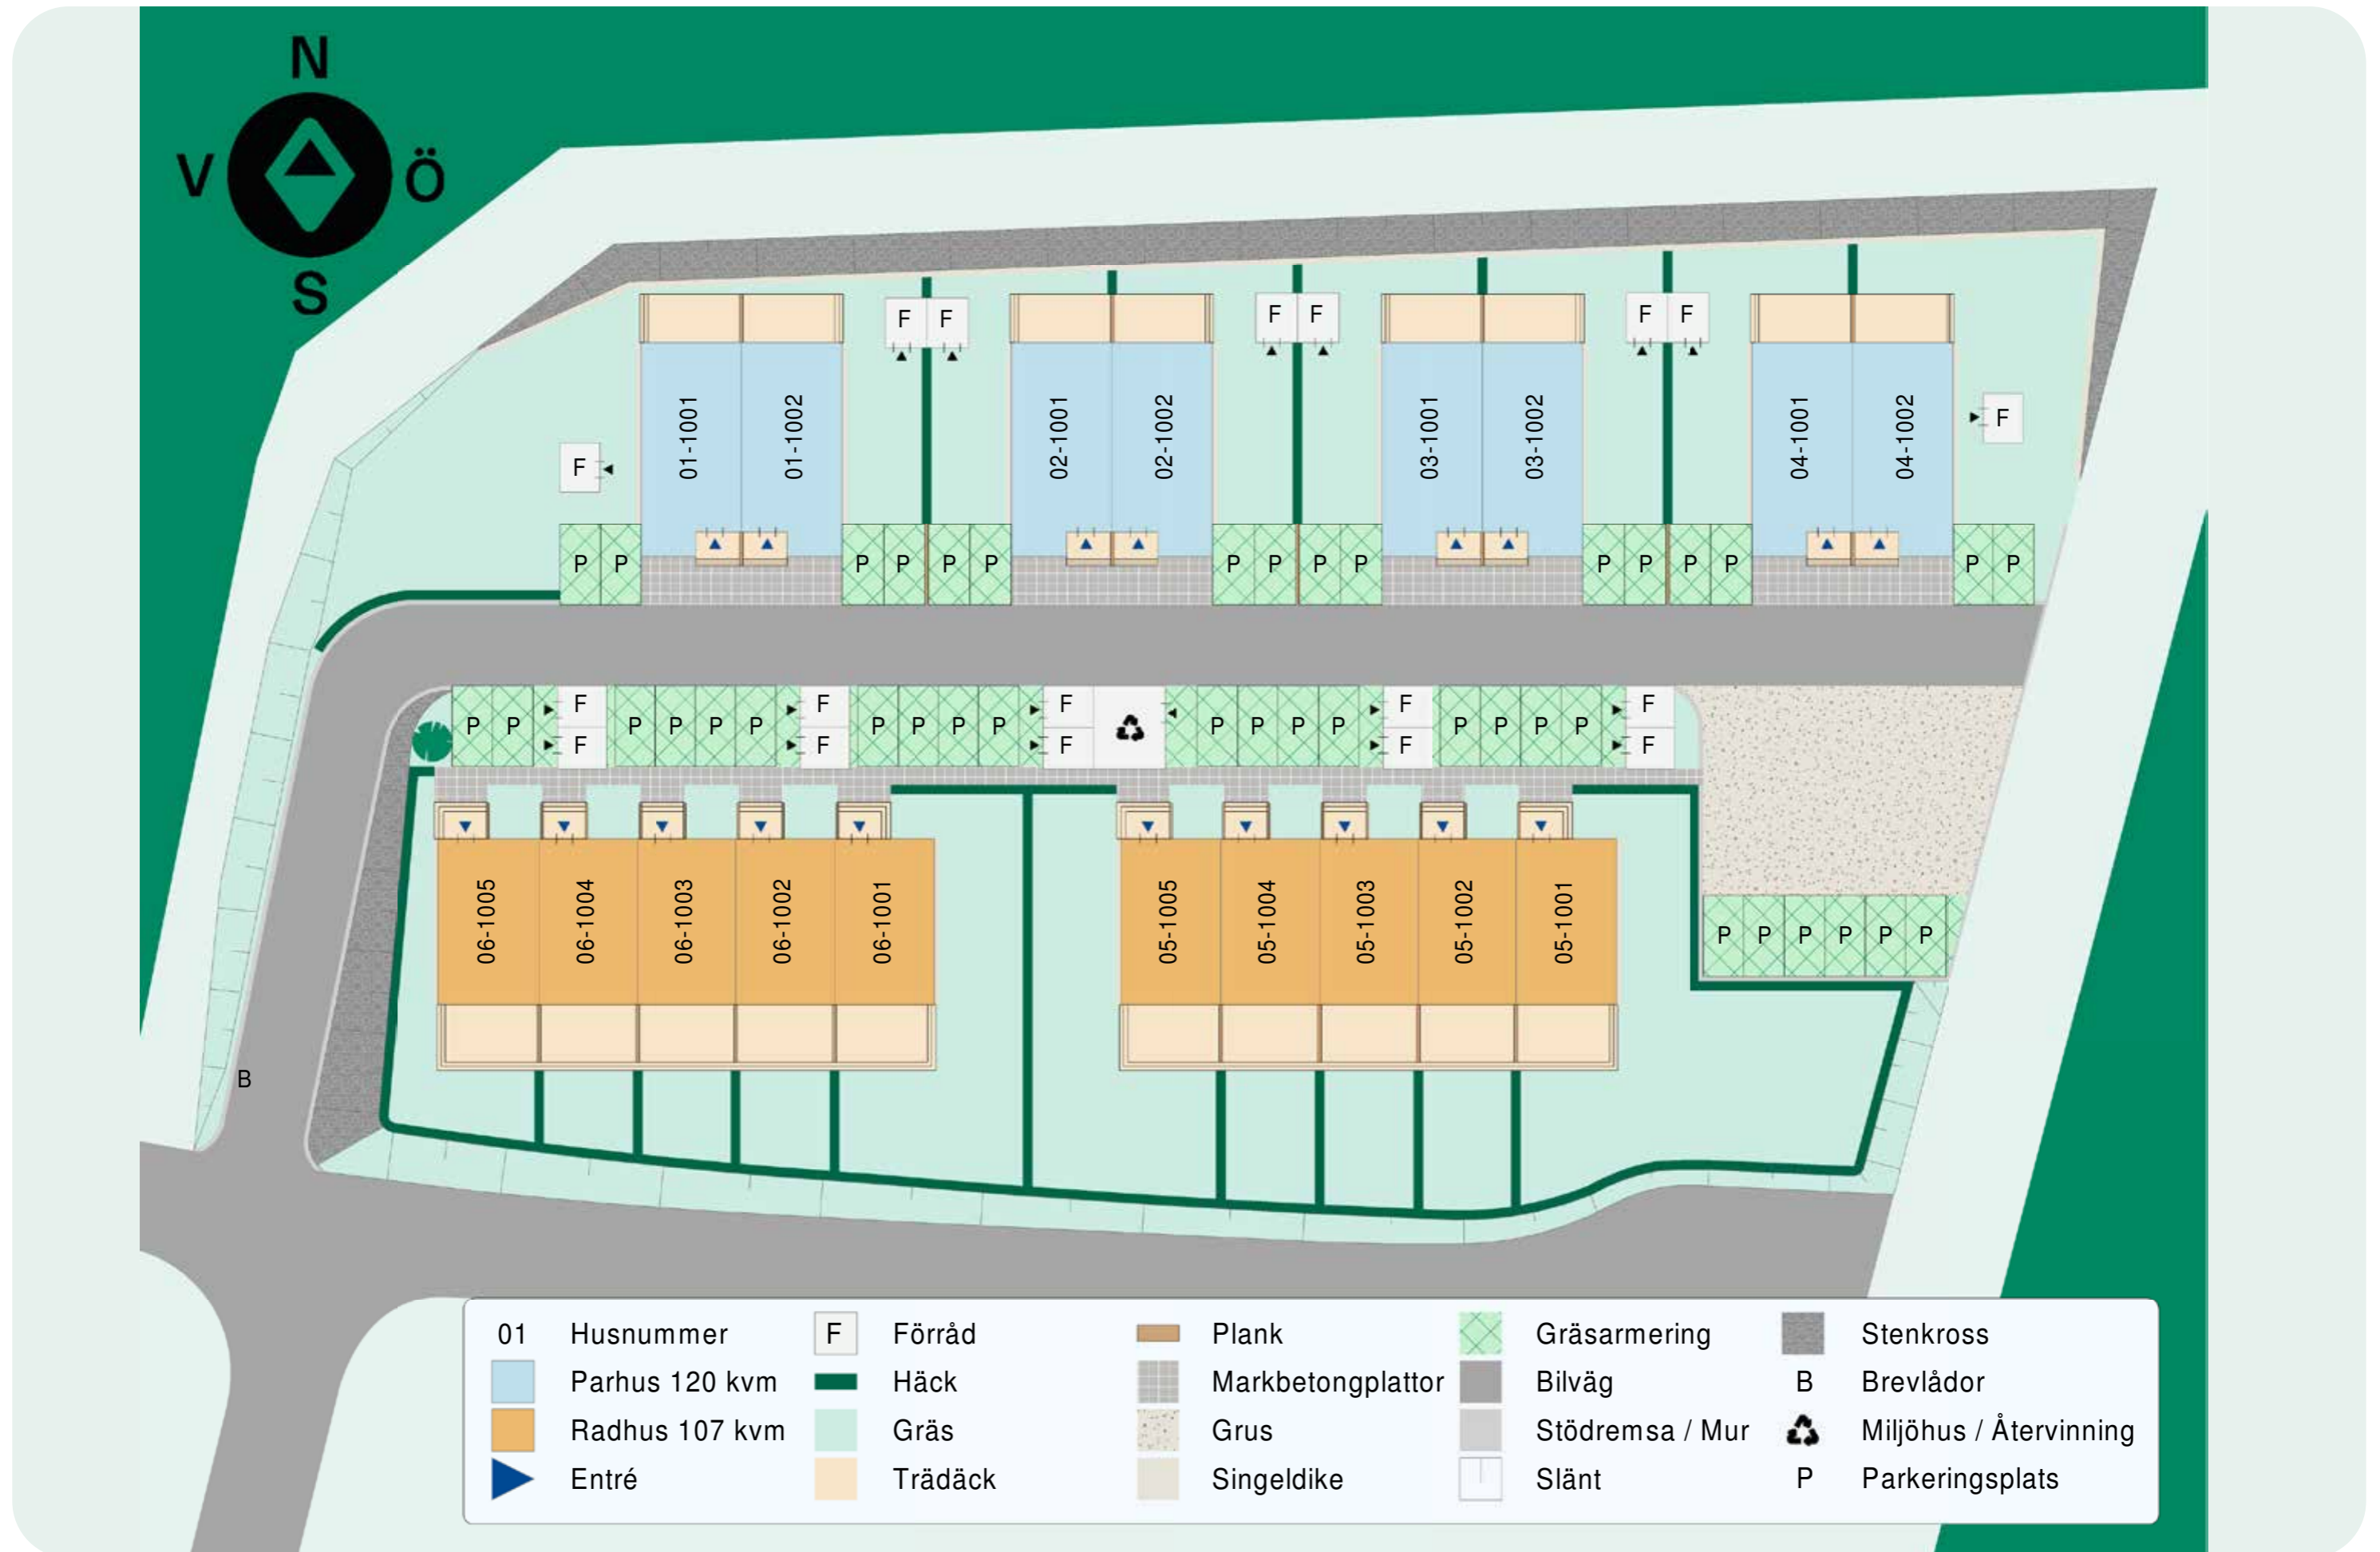 N
V Ö
S
F F F F F F
01-1001 01-1002 02-1001 02-1002 03-1001 03-1002 04-1001 04-1002
F F
P P P P P P P P P P P P P P P P
F F F F F
P P P P P P P P P P P P P P P P P P
F F F F F
06-1005 06-1004 06-1003 06-1002 06-1001 05-1005 05-1004 05-1003 05-1002 05-1001
P P P P P P
B
01 Husnummer F Förråd Plank Gräsarmering Stenkross
Parhus 120 kvm Häck Markbetongplattor Bilväg B Brevlådor
Radhus 107 kvm Gräs Grus Stödremsa / Mur Miljöhus / Återvinning
Entré Trädäck Singeldike Slänt P Parkeringsplats